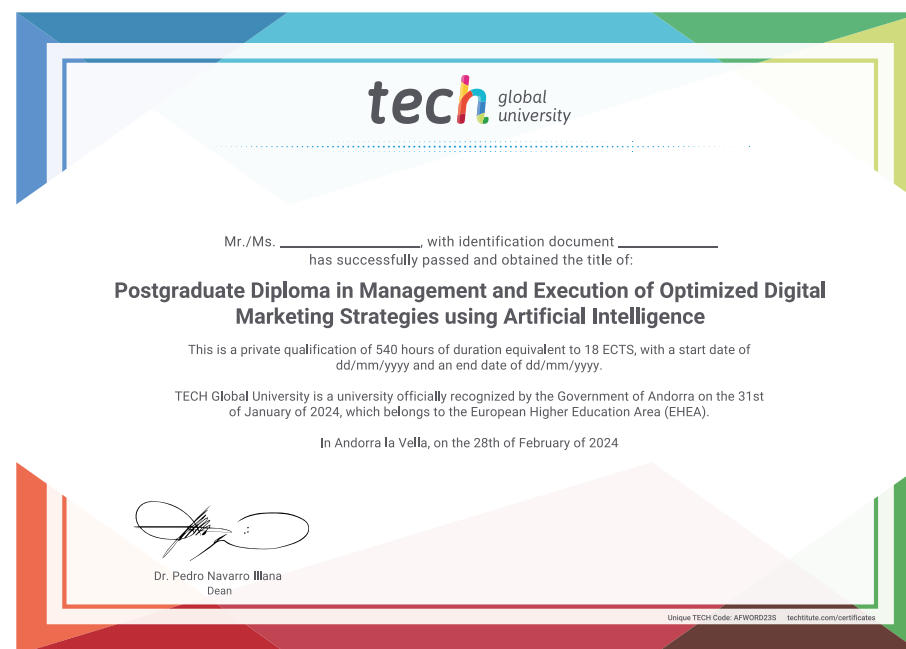 tech global university
Mr./Ms. ____________________, with identification document ______________
has successfully passed and obtained the title of:
Postgraduate Diploma in Management and Execution of Optimized Digital
Marketing Strategies using Artificial Intelligence
This is a private qualification of 540 hours of duration equivalent to 18 ECTS, with a start date of
dd/mm/yyyy and an end date of dd/mm/yyyy.
TECH Global University is a university officially recognized by the Government of Andorra on the 31st
of January of 2024, which belongs to the European Higher Education Area (EHEA).
In Andorra la Vella, on the 28th of February of 2024
Dr. Pedro Navarro Illana
Dean
Unique TECH Code: AFWORD23S techtitute.com/certificates